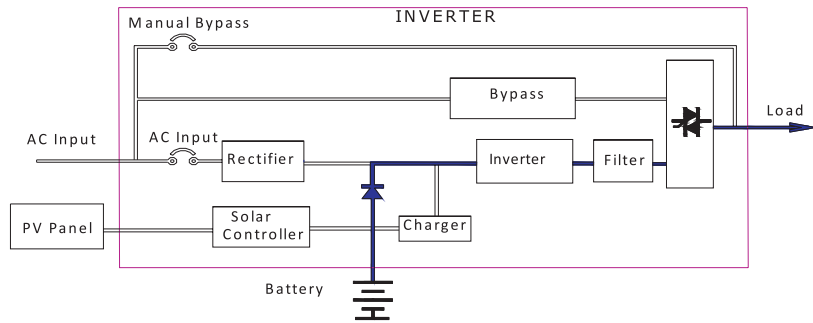 INVERTER
Manual Bypass
Bypass
Load
AC Input
AC Input
Rectifier
Inverter
Filter
PV Panel
Solar
Controller
Charger
Battery